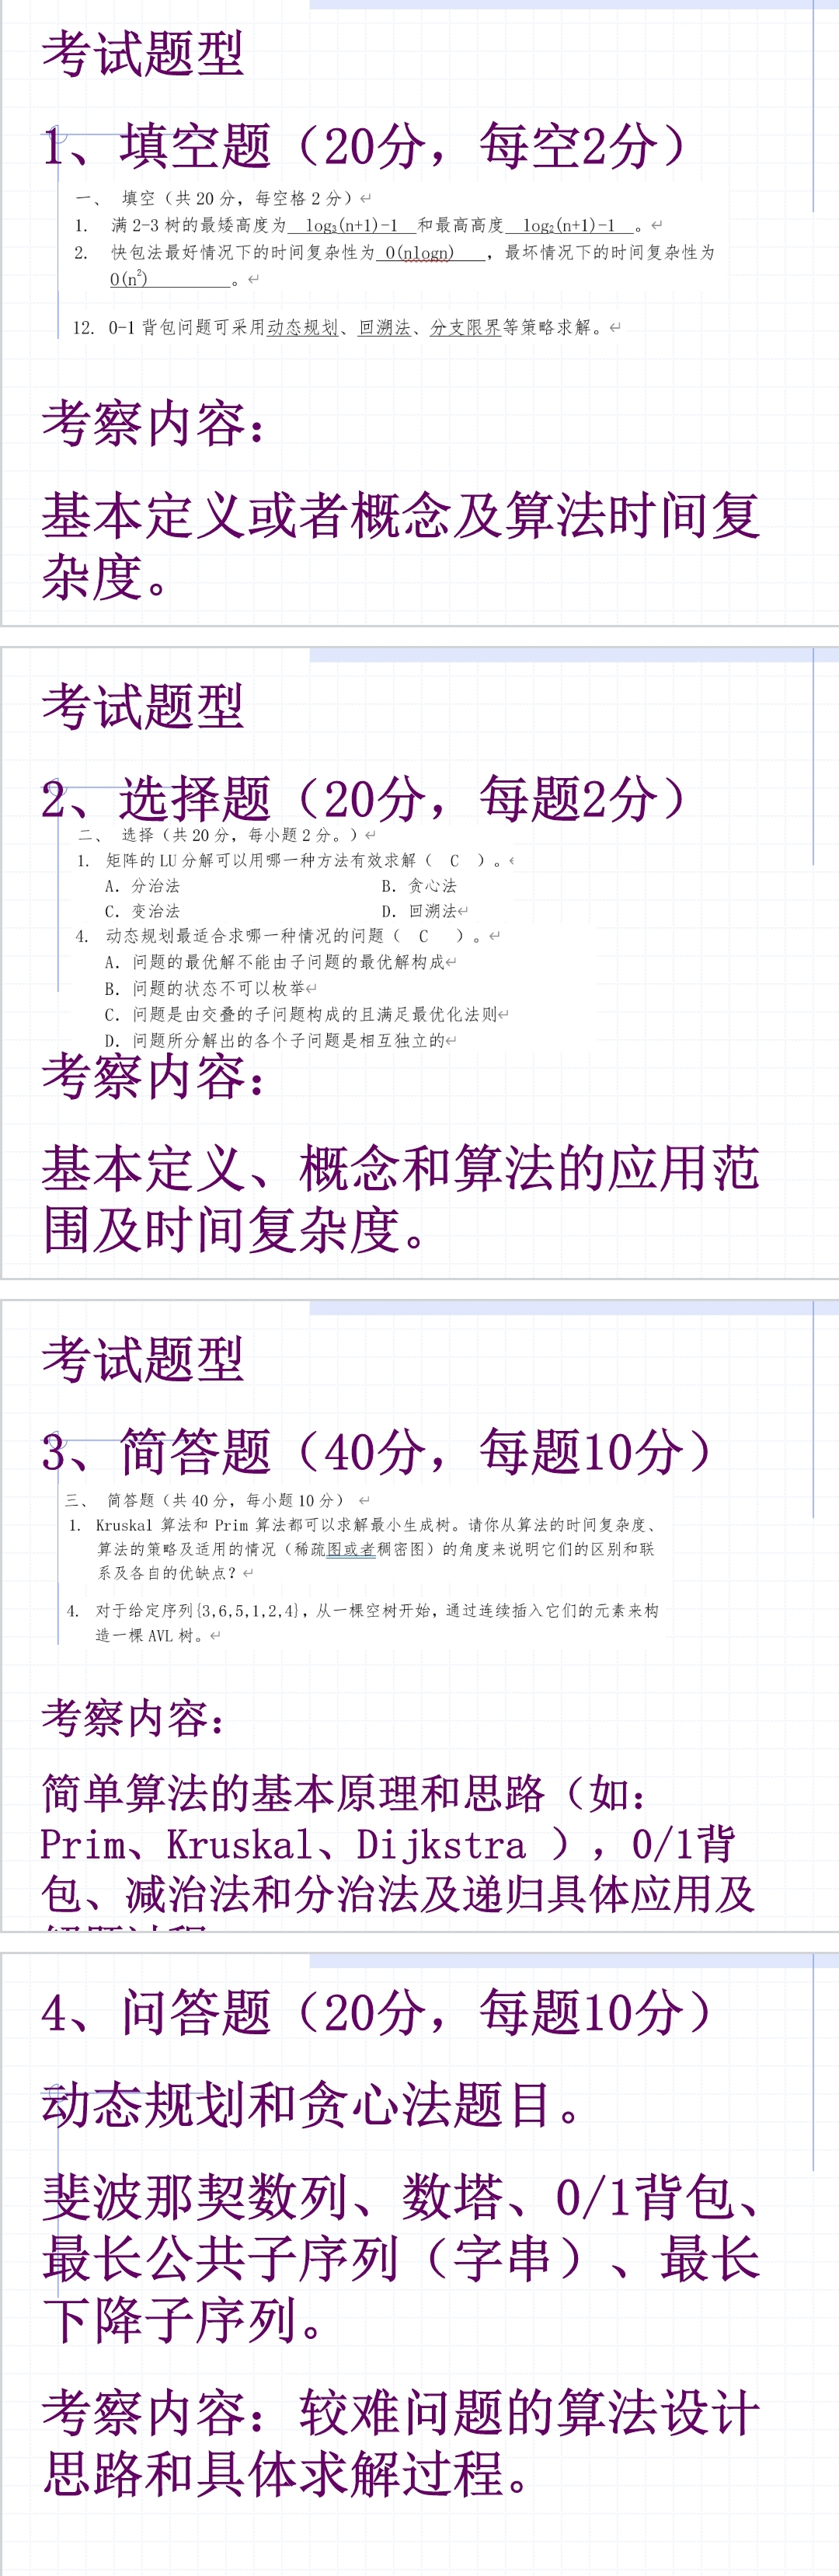 考试题型
1、填空题（20分，每空2分）
一、 填空（共 20 分，每空格 2 分）↵
1. 满 2-3 树的最矮高度为 log₃(n+1)-1 和最高高度 log₂(n+1)-1 。↵
2. 快包法最好情况下的时间复杂性为 O(nlogn) ，最坏情况下的时间复杂性为
O(n²) 。↵
12. 0-1 背包问题可采用动态规划、回溯法、分支限界等策略求解。↵
考察内容：
基本定义或者概念及算法时间复
杂度。
考试题型
2、选择题（20分，每题2分）
二、 选择（共 20 分，每小题 2 分。）↵
1. 矩阵的 LU 分解可以用哪一种方法有效求解（ C ）。↵
A. 分治法 B. 贪心法
C. 变治法 D. 回溯法↵
4. 动态规划最适合求哪一种情况的问题（ C ）。↵
A. 问题的最优解不能由子问题的最优解构成↵
B. 问题的状态不可以枚举↵
C. 问题是由交叠的子问题构成的且满足最优化法则↵
D. 问题所分解出的各个子问题是相互独立的↵
考察内容：
基本定义、概念和算法的应用范
围及时间复杂度。
考试题型
3、简答题（40分，每题10分）
三、 简答题（共 40 分，每小题 10 分） ↵
1. Kruskal 算法和 Prim 算法都可以求解最小生成树。请你从算法的时间复杂度、
算法的策略及适用的情况（稀疏图或者稠密图）的角度来说明它们的区别和联
系及各自的优缺点？↵
4. 对于给定序列{3,6,5,1,2,4}，从一棵空树开始，通过连续插入它们的元素来构
造一棵 AVL 树。↵
考察内容：
简单算法的基本原理和思路（如：
Prim、Kruskal、Dijkstra ），0/1背
包、减治法和分治法及递归具体应用及
4、问答题（20分，每题10分）
动态规划和贪心法题目。
斐波那契数列、数塔、0/1背包、
最长公共子序列（字串）、最长
下降子序列。
考察内容：较难问题的算法设计
思路和具体求解过程。